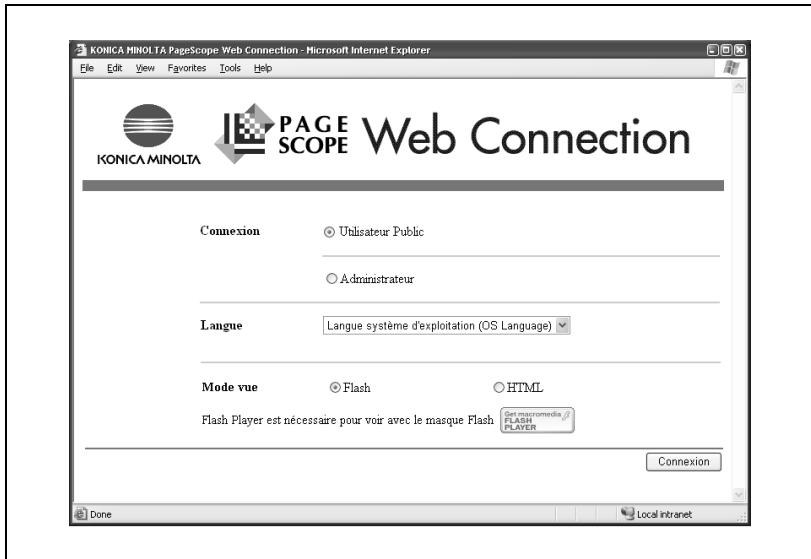 KONICA MINOLTA PageScope Web Connection - Microsoft Internet Explorer
File Edit View Favorites Tools Help
KONICA MINOLTA
PAGE SCOPE Web Connection
Connexion Utilisateur Public
Administrateur
Langue Langue système d'exploitation (OS Language)
Mode vue Flash HTML
Flash Player est nécessaire pour voir avec le masque Flash Get macromedia FLASH PLAYER
Connexion
Done Local intranet